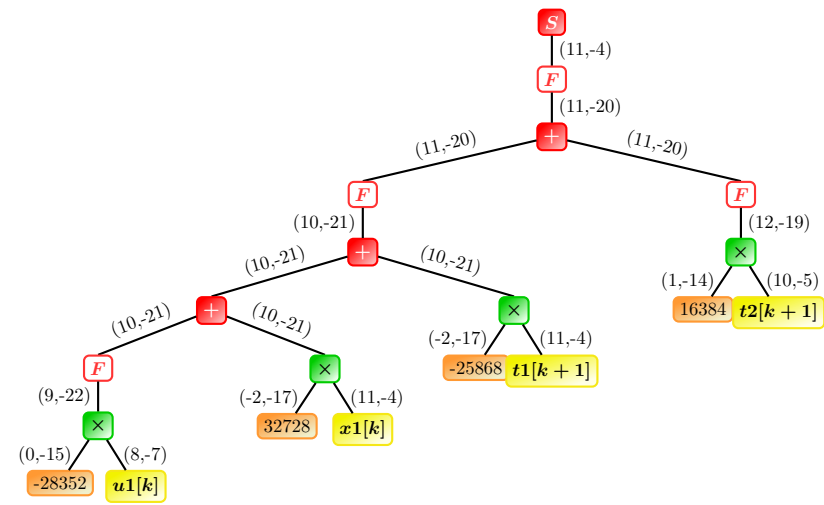 S
(11,-4)
F
(11,-20)
+
(11,-20) (11,-20)
F F
(10,-21) (12,-19)
+ ×
(10,-21) (10,-21) (1,-14) (10,-5)
+ × 16384 t2[k + 1]
(10,-21) (10,-21) (-2,-17) (11,-4)
F × -25868 t1[k + 1]
(9,-22) (-2,-17) (11,-4)
× 32728 x1[k]
(0,-15) (8,-7)
-28352 u1[k]